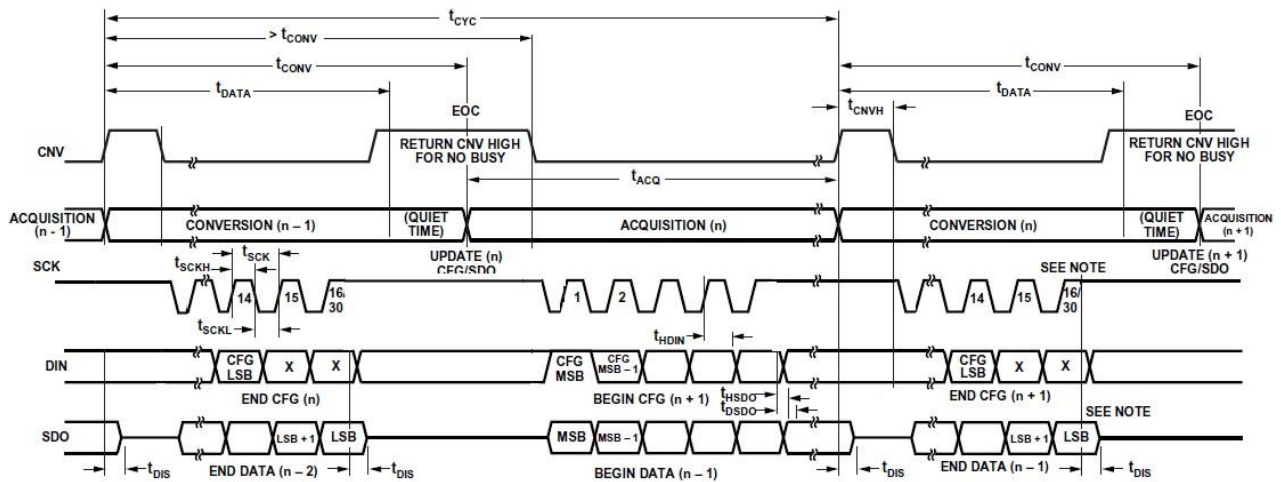 tCYC
> tCONV
tCONV
tCONV
tDATA
tDATA
tCNVH
EOC
EOC
CNV
RETURN CNV HIGH
FOR NO BUSY
RETURN CNV HIGH
FOR NO BUSY
tACQ
ACQUISITION
(n - 1)
CONVERSION (n – 1)
(QUIET
TIME)
ACQUISITION (n)
CONVERSION (n)
(QUIET
TIME)
ACQUISITION
(n + 1)
UPDATE (n)
CFG/SDO
UPDATE (n + 1)
CFG/SDO
SCK
tSCKH
tSCK
tSCKL
14
15
16/
30
1
2
tHDIN
SEE NOTE
14
15
16/
30
DIN
CFG
LSB
X
X
CFG
MSB
CFG
MSB – 1
CFG
LSB
X
X
END CFG (n)
BEGIN CFG (n + 1)
tHSDO
tDSDO
END CFG (n + 1)
SEE NOTE
SDO
LSB + 1
LSB
MSB
MSB – 1
LSB + 1
LSB
tDIS
END DATA (n – 2)
tDIS
BEGIN DATA (n – 1)
tDIS
END DATA (n – 1)
tDIS